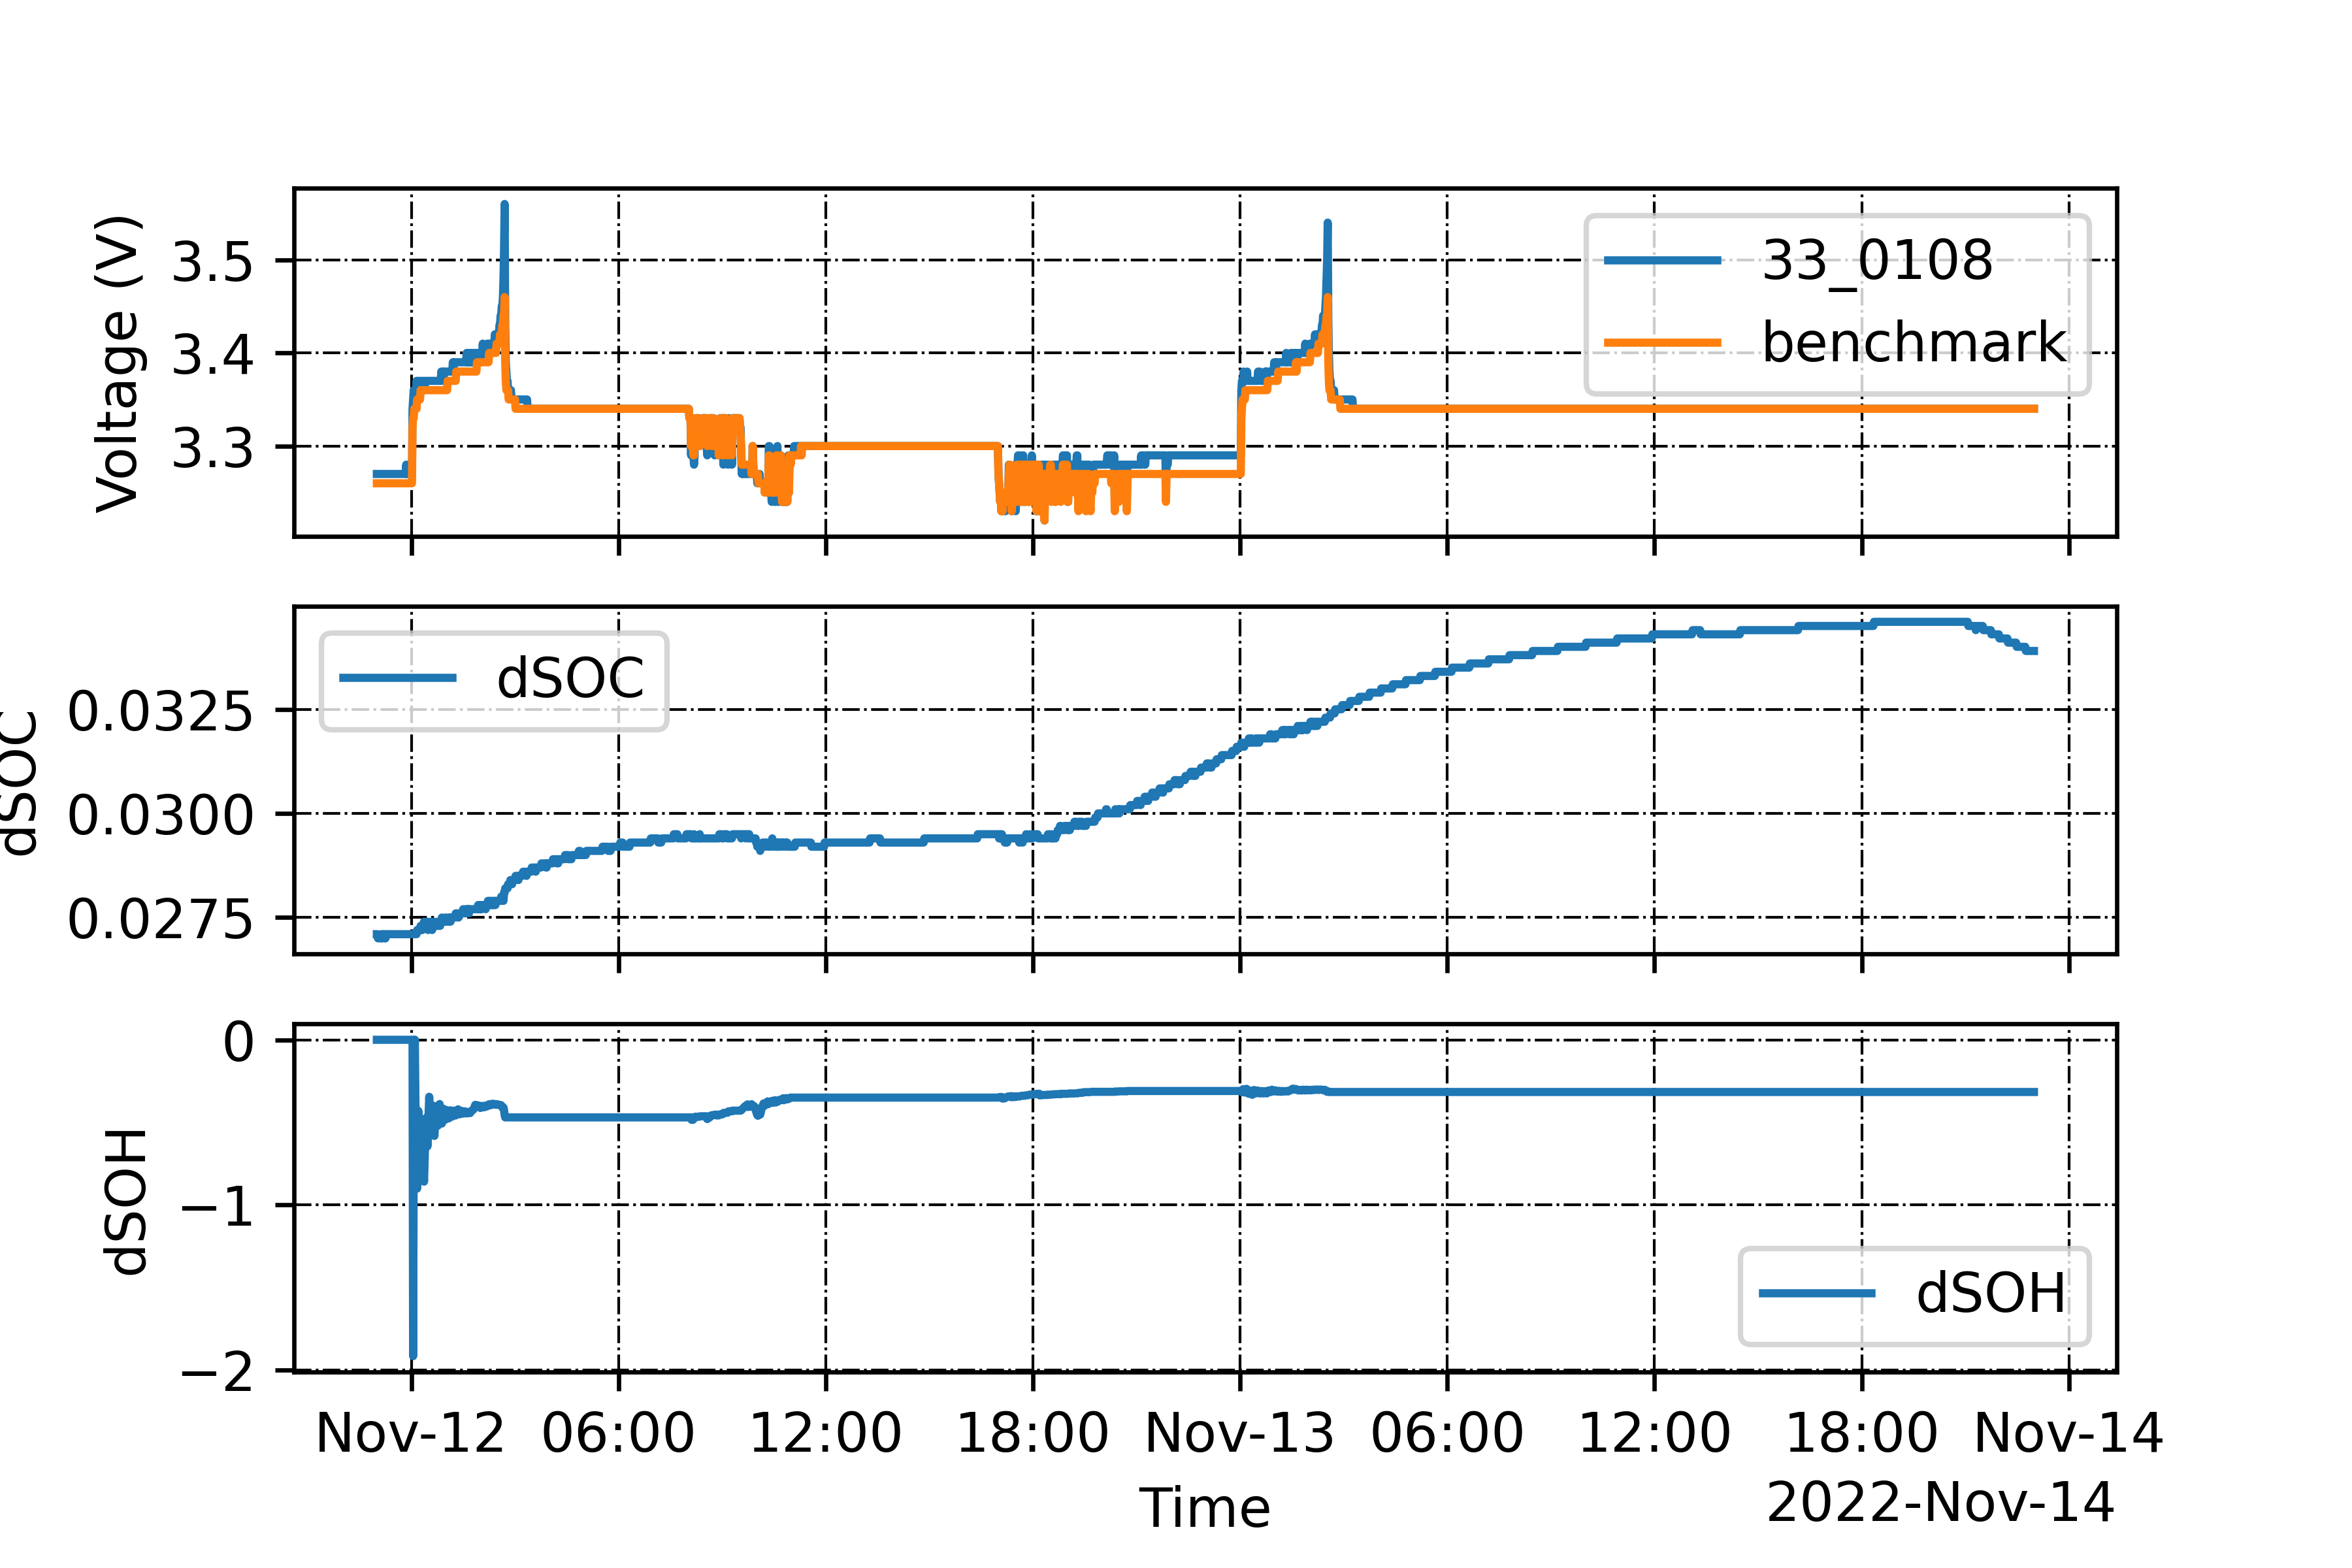 Voltage (V)
3.5
3.4
3.3
33_0108
benchmark
dSOC
0.0325
0.0300
0.0275
dSOC
dSOH
0
−1
−2
dSOH
Nov-12 06:00 12:00 18:00 Nov-13 06:00 12:00 18:00 Nov-14
Time
2022-Nov-14